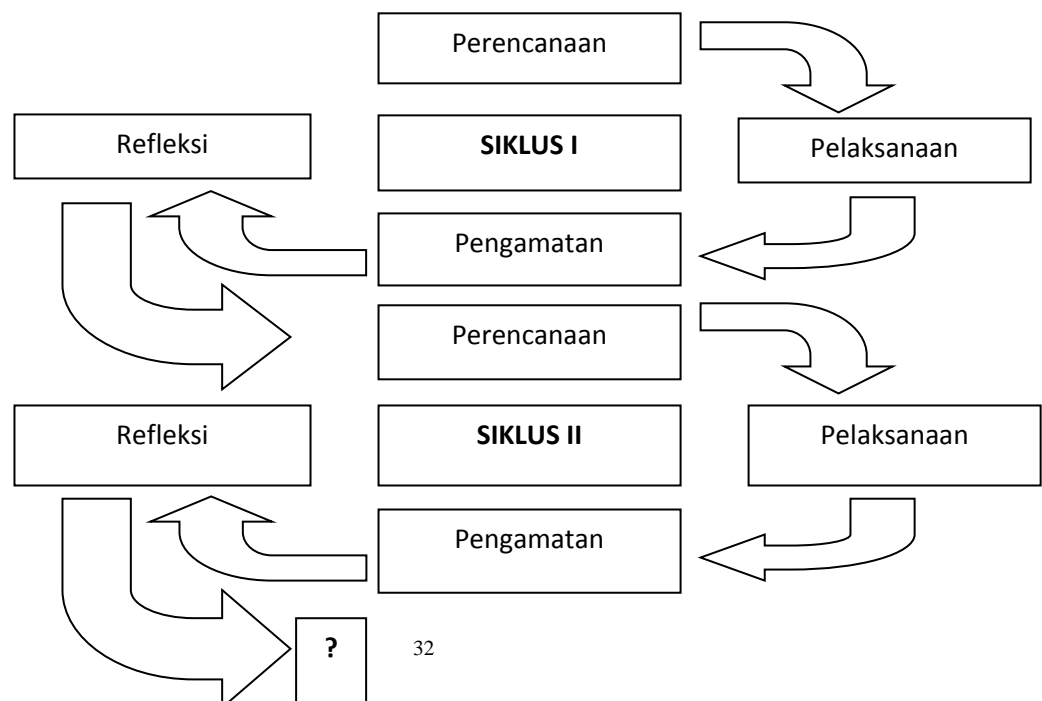 Perencanaan
Refleksi
SIKLUS I
Pelaksanaan
Pengamatan
Perencanaan
Refleksi
SIKLUS II
Pelaksanaan
Pengamatan
?
32